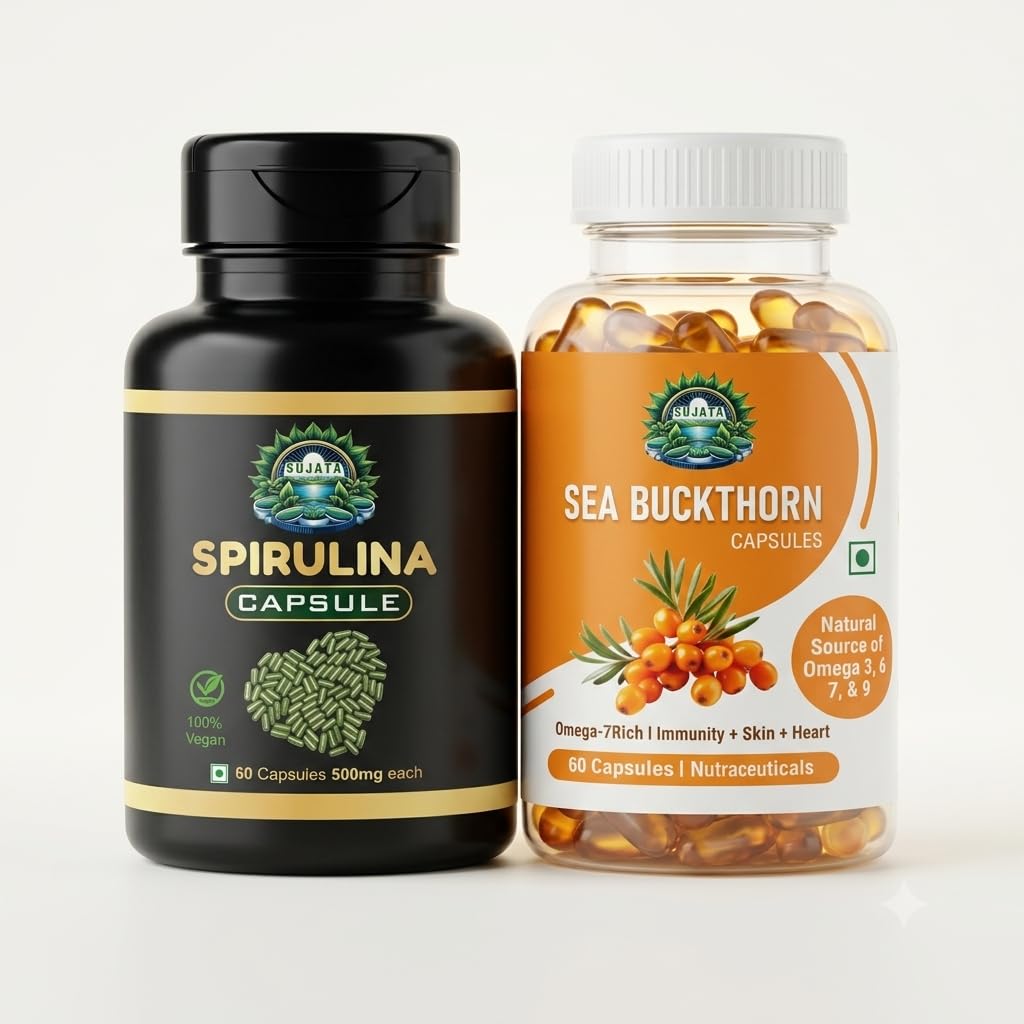 SUJATA
SPIRULINA
CAPSULE
100%
Vegan
60 Capsules 500mg each
SUJATA
SEA BUCKTHORN
CAPSULES
Natural
Source of
Omega 3, 6
7, & 9
Omega-7Rich I Immunity + Skin + Heart
60 Capsules | Nutraceuticals